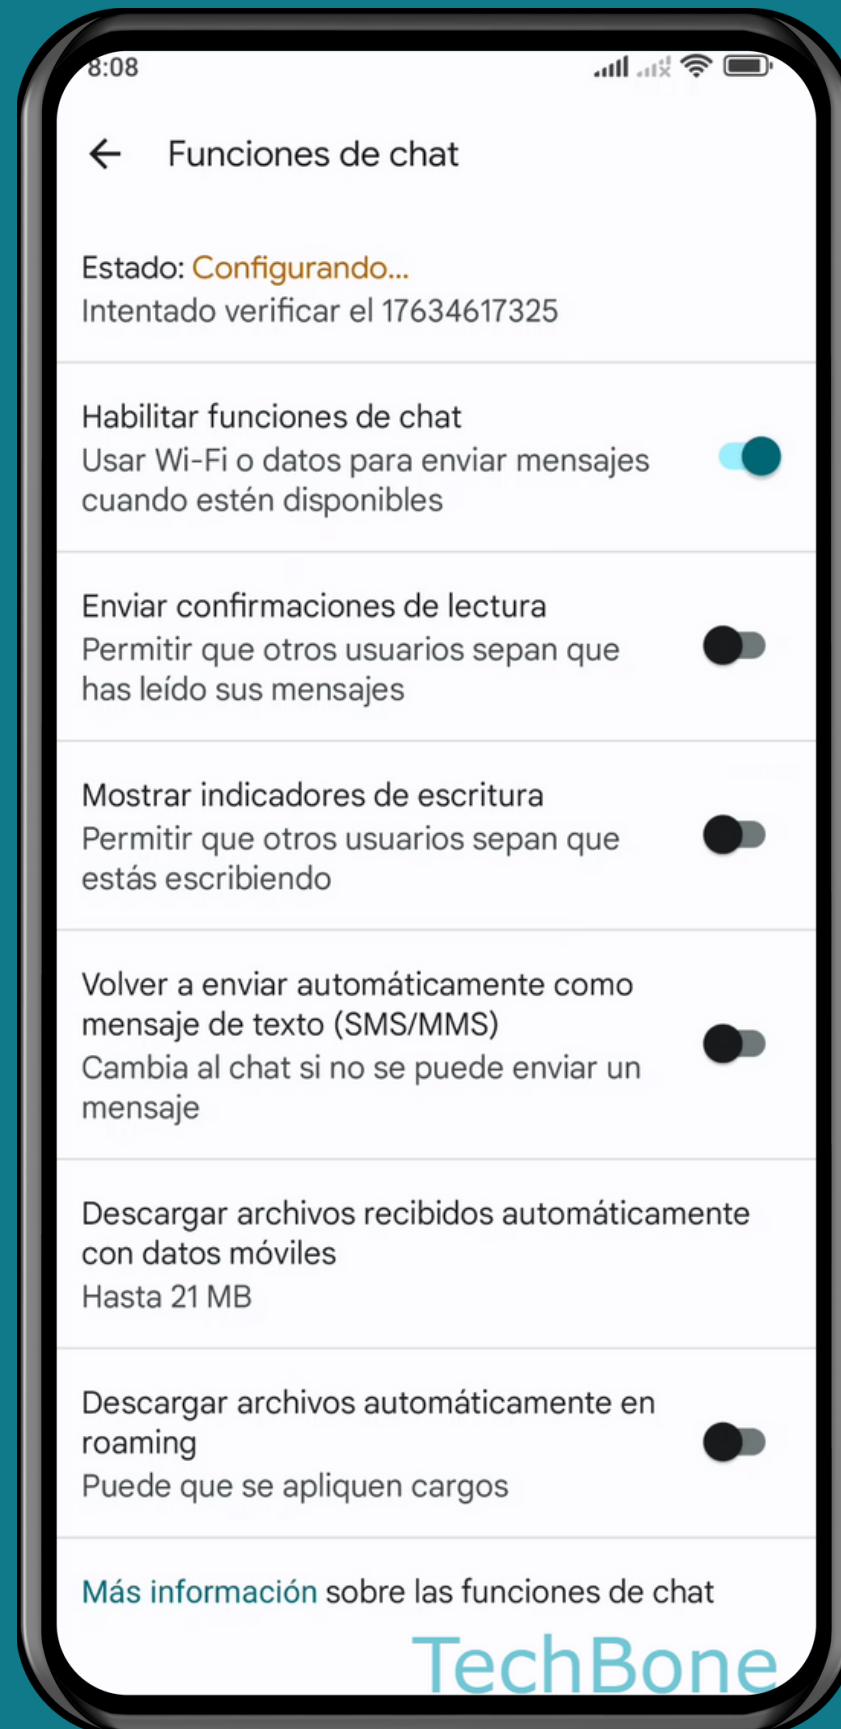 8:08
Funciones de chat
Estado: Configurando...
Intentado verificar el 17634617325
Habilitar funciones de chat
Usar Wi-Fi o datos para enviar mensajes
cuando estén disponibles
Enviar confirmaciones de lectura
Permitir que otros usuarios sepan que
has leído sus mensajes
Mostrar indicadores de escritura
Permitir que otros usuarios sepan que
estás escribiendo
Volver a enviar automáticamente como
mensaje de texto (SMS/MMS)
Cambia al chat si no se puede enviar un
mensaje
Descargar archivos recibidos automáticamente
con datos móviles
Hasta 21 MB
Descargar archivos automáticamente en
roaming
Puede que se apliquen cargos
Más información sobre las funciones de chat
TechBone